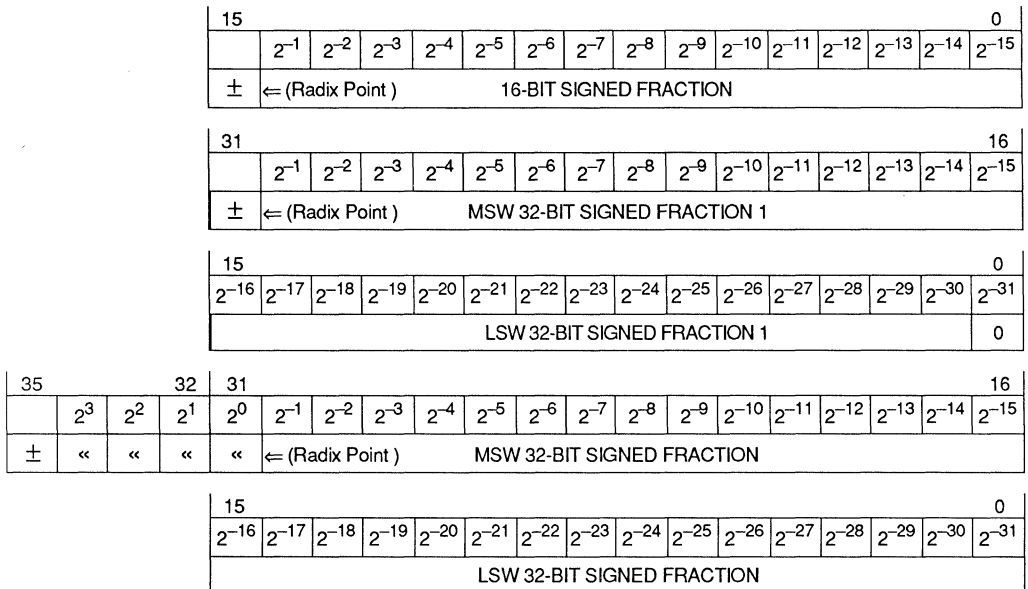 15 0
2–1 2–2 2–3 2–4 2–5 2–6 2–7 2–8 2–9 2–10 2–11 2–12 2–13 2–14 2–15
± ⇐ (Radix Point ) 16-BIT SIGNED FRACTION
31 16
2–1 2–2 2–3 2–4 2–5 2–6 2–7 2–8 2–9 2–10 2–11 2–12 2–13 2–14 2–15
± ⇐ (Radix Point ) MSW 32-BIT SIGNED FRACTION 1
15 0
2–16 2–17 2–18 2–19 2–20 2–21 2–22 2–23 2–24 2–25 2–26 2–27 2–28 2–29 2–30 2–31
LSW 32-BIT SIGNED FRACTION 1 0
35 32 31 16
23 22 21 20 2–1 2–2 2–3 2–4 2–5 2–6 2–7 2–8 2–9 2–10 2–11 2–12 2–13 2–14 2–15
± « « « « ⇐ (Radix Point ) MSW 32-BIT SIGNED FRACTION
15 0
2–16 2–17 2–18 2–19 2–20 2–21 2–22 2–23 2–24 2–25 2–26 2–27 2–28 2–29 2–30 2–31
LSW 32-BIT SIGNED FRACTION